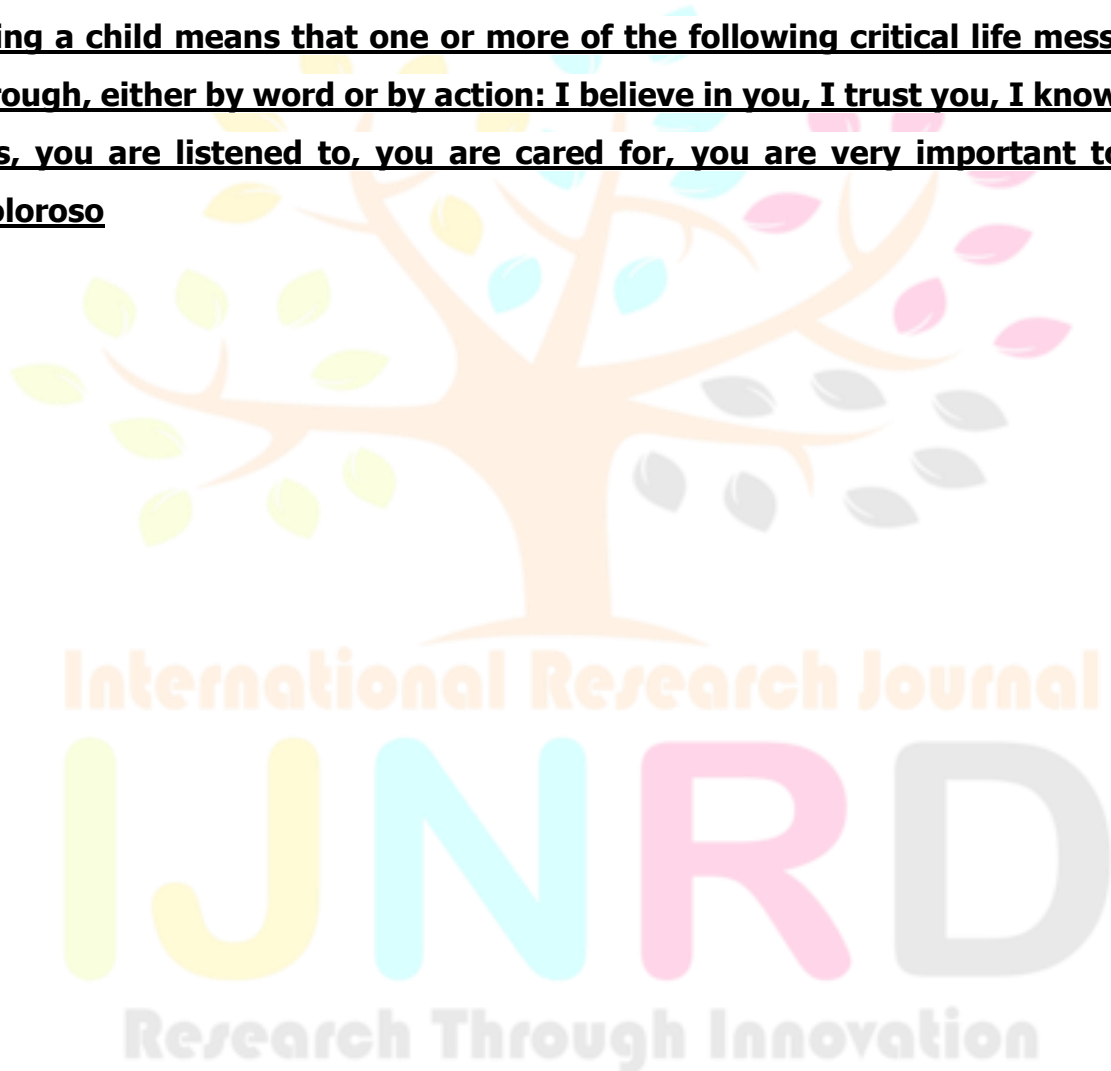 ing a child means that one or more of the following critical life mess
rough, either by word or by action: I believe in you, I trust you, I know
s, you are listened to, you are cared for, you are very important to
oloroso
International Research Journal
IJNRD
Research Through Innovation